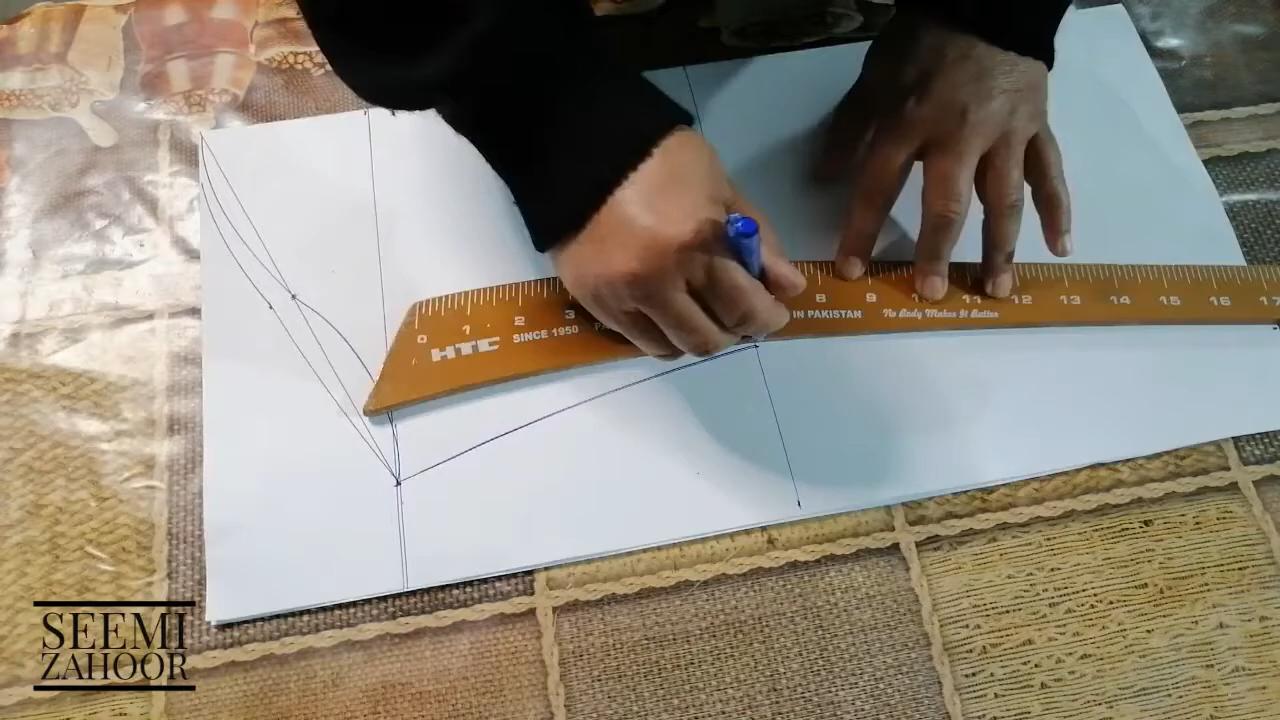 0 1 2 3 8 9 10 11 12 13 14 15 16 17
HTC SINCE 1950 PA IN PAKISTAN No Body Makes It Better
SEEMI
ZAHOOR